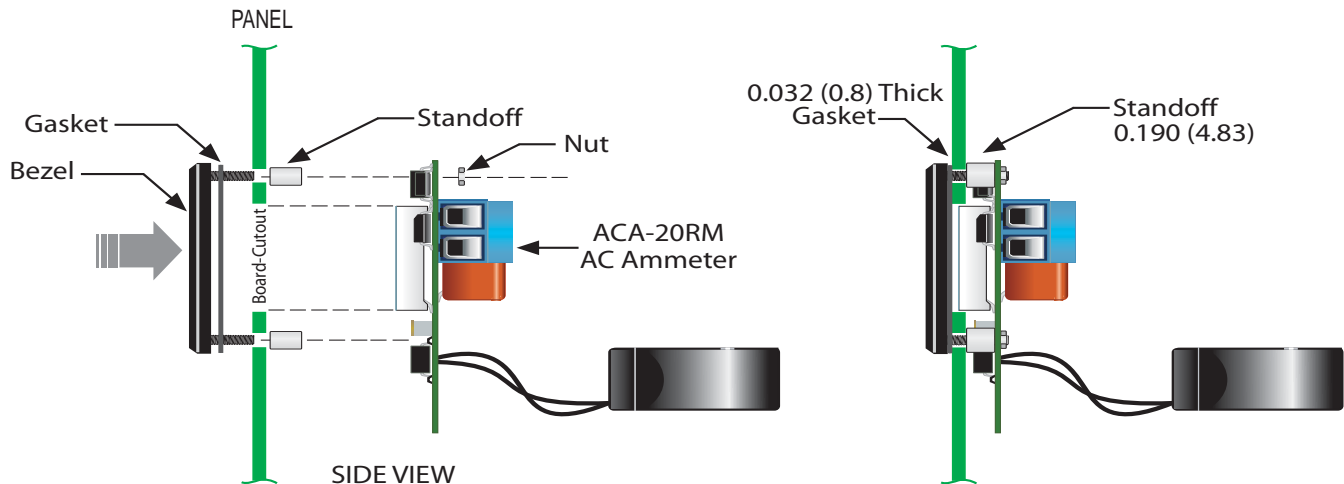 PANEL
Gasket
Standoff
Bezel
Nut
Board-Cutout
ACA-20RM
AC Ammeter
SIDE VIEW
0.032 (0.8) Thick
Gasket
Standoff
0.190 (4.83)